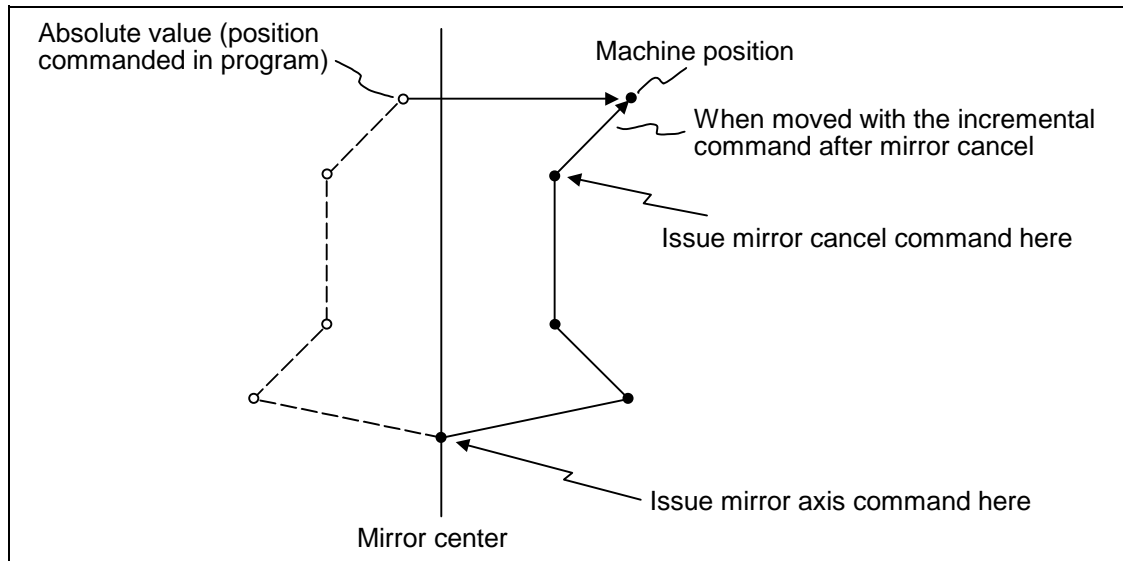 Absolute value (position
commanded in program)
Machine position
When moved with the incremental
command after mirror cancel
Issue mirror cancel command here
Issue mirror axis command here
Mirror center